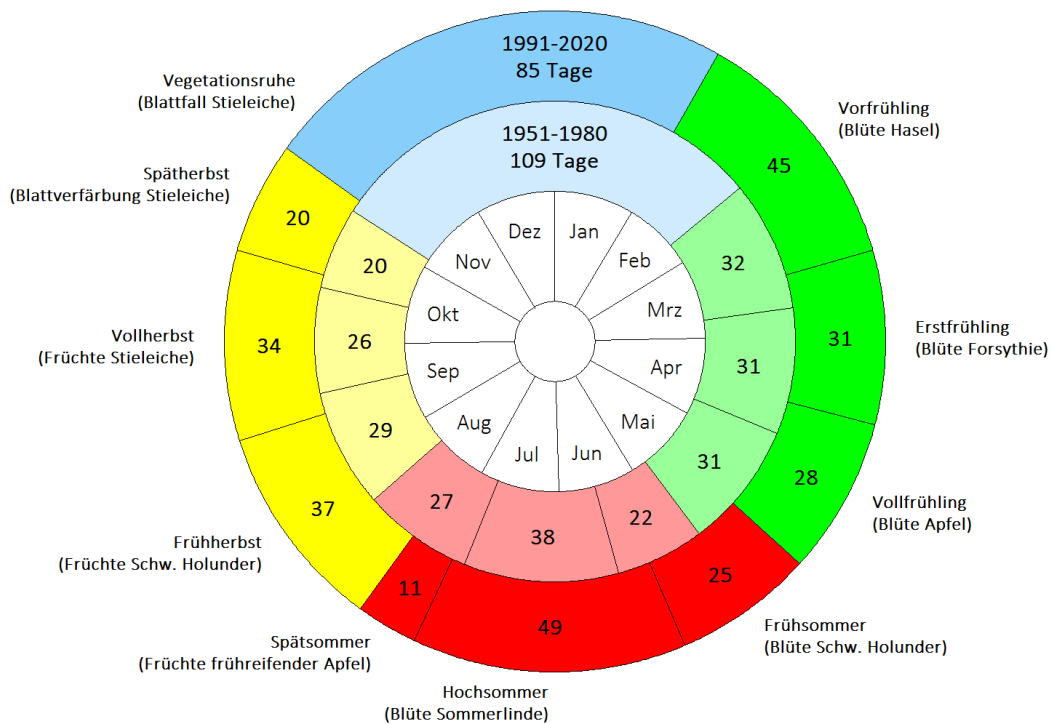 1991-2020
85 Tage
1951-1980
109 Tage
Vegetationsruhe
(Blattfall Stieleiche)
Vorfrühling
(Blüte Hasel)
45
Spätherbst
(Blattverfärbung Stieleiche)
20
20
32
Dez
Jan
Nov
Feb
Okt
Mrz
Vollherbst
(Früchte Stieleiche)
34
26
31
31
Erstfrühling
(Blüte Forsythie)
Sep
Apr
Aug
Mai
Jul
Jun
29
31
28
Vollfrühling
(Blüte Apfel)
37
27
38
22
Frühherbst
(Früchte Schw. Holunder)
11
49
25
Frühsommer
(Blüte Schw. Holunder)
Spätsommer
(Früchte frühreifender Apfel)
Hochsommer
(Blüte Sommerlinde)